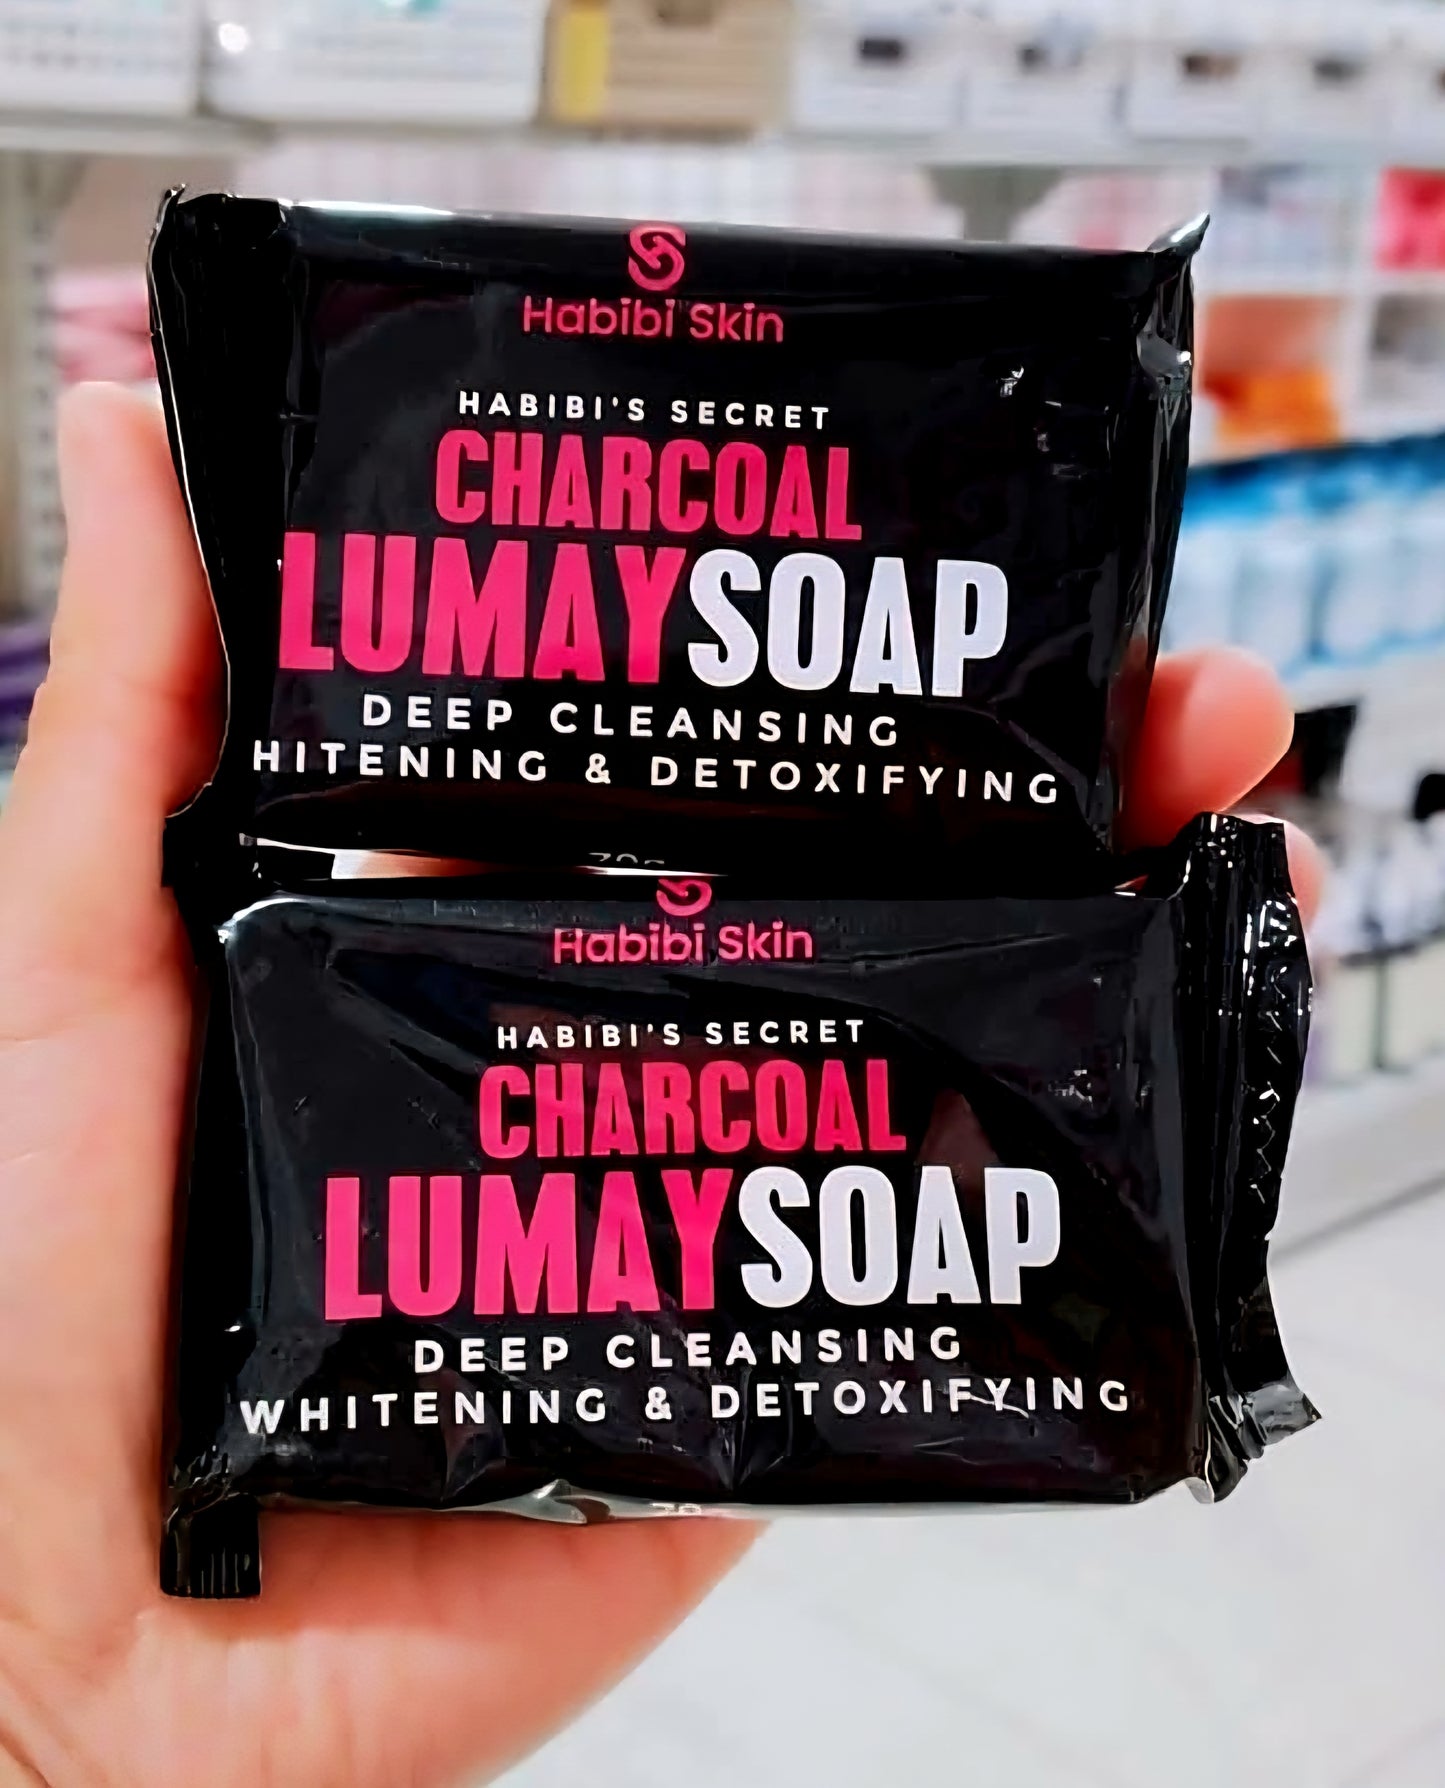 Habibi Skin
HABIBI'S SECRET
CHARCOAL
LUMAYSOAP
DEEP CLEANSING
HITENING & DETOXIFYING
Habibi Skin
HABIBI'S SECRET
CHARCOAL
LUMAYSOAP
DEEP CLEANSING
WHITENING & DETOXIFYING